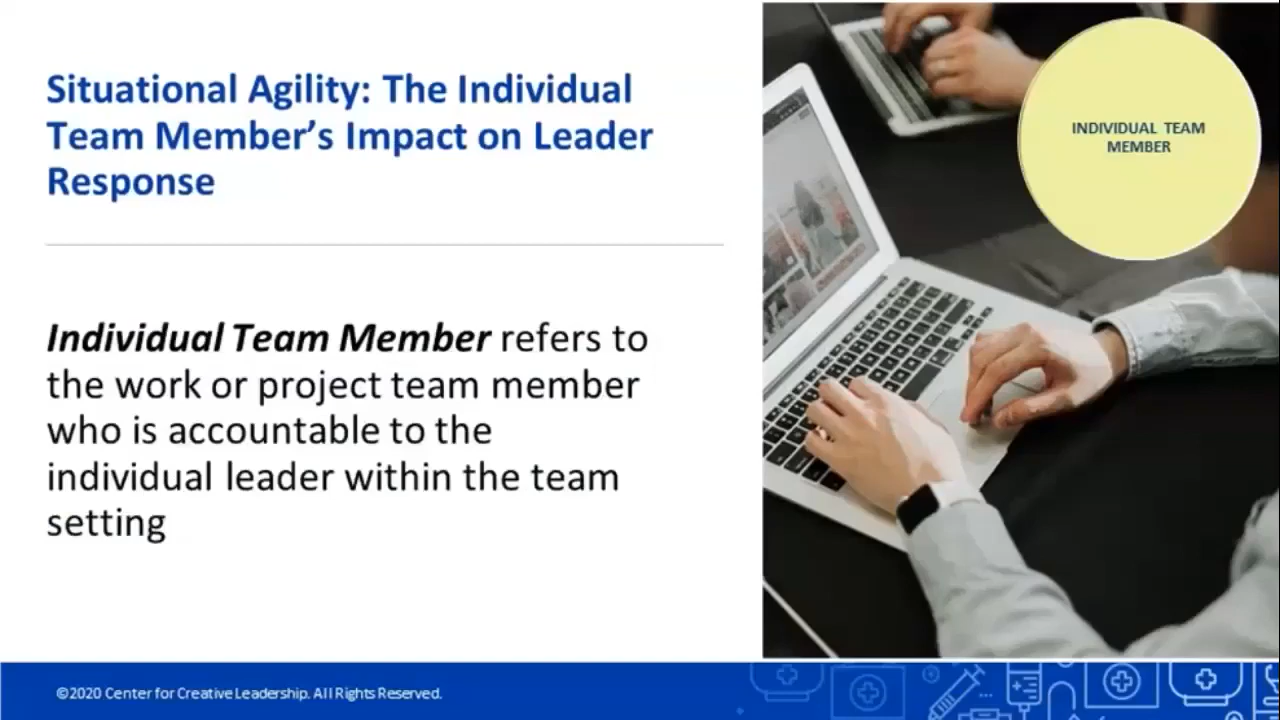 Situational Agility: The Individual
Team Member’s Impact on Leader
Response
INDIVIDUAL TEAM
MEMBER
Individual Team Member refers to
the work or project team member
who is accountable to the
individual leader within the team
setting
©2020 Center for Creative Leadership. All Rights Reserved.